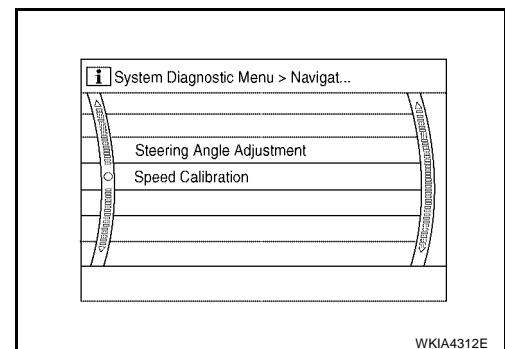 i System Diagnostic Menu > Navigat...
Steering Angle Adjustment
Speed Calibration
WKIA4312E